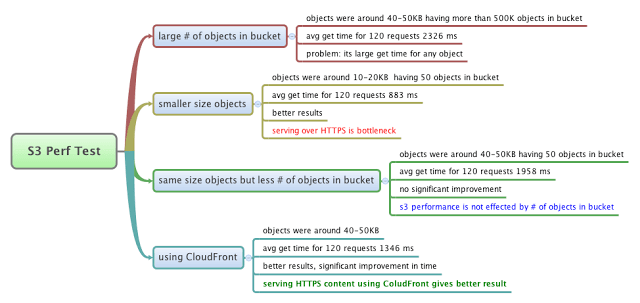 S3 Perf Test
large # of objects in bucket
objects were around 40-50KB having more than 500K objects in bucket
avg get time for 120 requests 2326 ms
problem: its large get time for any object
smaller size objects
objects were around 10-20KB having 50 objects in bucket
avg get time for 120 requests 883 ms
better results
serving over HTTPS is bottleneck
same size objects but less # of objects in bucket
objects were around 40-50KB having 50 objects in bucket
avg get time for 120 requests 1958 ms
no significant improvement
s3 performance is not effected by # of objects in bucket
using CloudFront
objects were around 40-50KB
avg get time for 120 requests 1346 ms
better results, significant improvement in time
serving HTTPS content using ColudFront gives better result